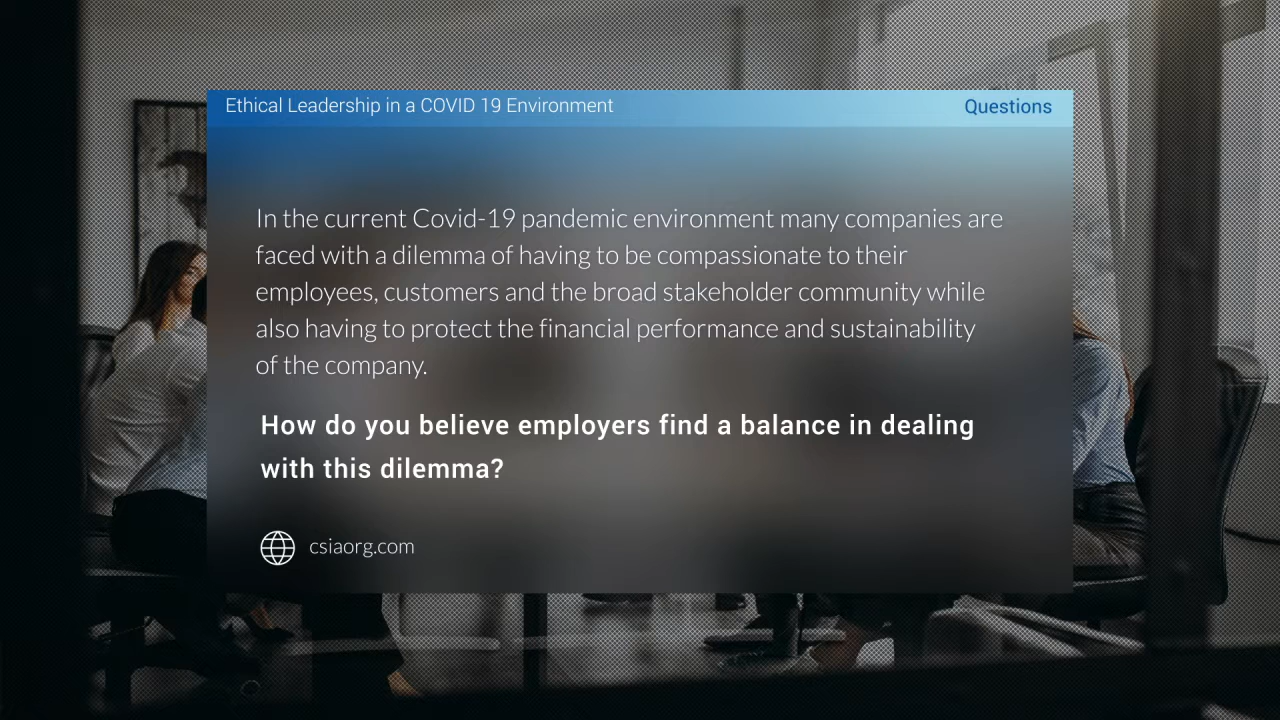 Ethical Leadership in a COVID 19 Environment
Questions
In the current Covid-19 pandemic environment many companies are
faced with a dilemma of having to be compassionate to their
employees, customers and the broad stakeholder community while
also having to protect the financial performance and sustainability
of the company.
How do you believe employers find a balance in dealing
with this dilemma?
csiaorg.com